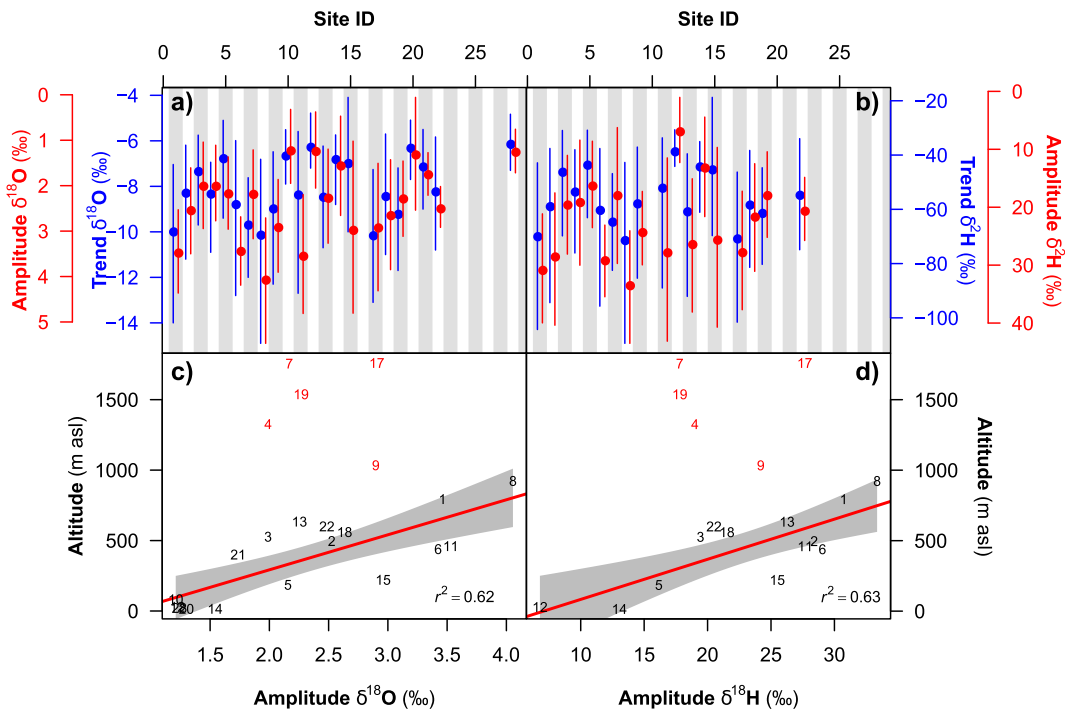 Site ID Site ID
0 5 10 15 20 25 0 5 10 15 20 25
a) b)
0 1 2 3 4 5
Amplitude δ¹⁸O (‰)
−4 −6 −8 −10 −12 −14
Trend δ¹⁸O (‰)
−20 −40 −60 −80 −100
Trend δ²H (‰)
0 10 20 30 40
Amplitude δ²H (‰)
c) d)
7 17 7 17
19 19
4 4
9 9
8 8
1 1
13 22 18 13
22 18
3 2 3 2
21 6 11 11 6
5 15 5 15
10
20 14 12 14
r² = 0.62 r² = 0.63
1500 1500
1000 1000
500 500
0 0
Altitude (m asl) Altitude (m asl)
1.5 2.0 2.5 3.0 3.5 4.0 10 15 20 25 30
Amplitude δ¹⁸O (‰) Amplitude δ¹⁸H (‰)